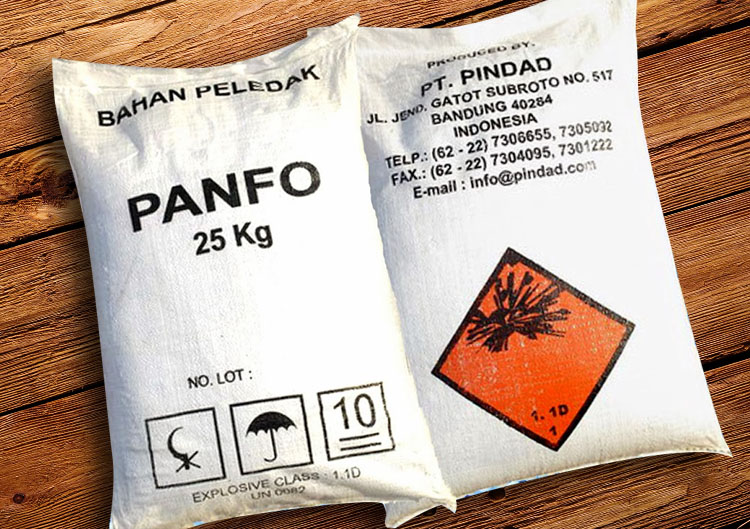 BAHAN PELEDAK
PANFO
25 Kg
NO. LOT :
10
EXPLOSIVE CLASS : 1.1D
UN 0082
PRODUCED BY.
PT. PINDAD
JL. JEND. GATOT SUBROTO NO. 517
BANDUNG 40284
INDONESIA
TELP.: (62 - 22) 7306655, 7305092
FAX.: (62 - 22) 7304095, 7301222
E-mail : info@pindad.com
1. 1D
1